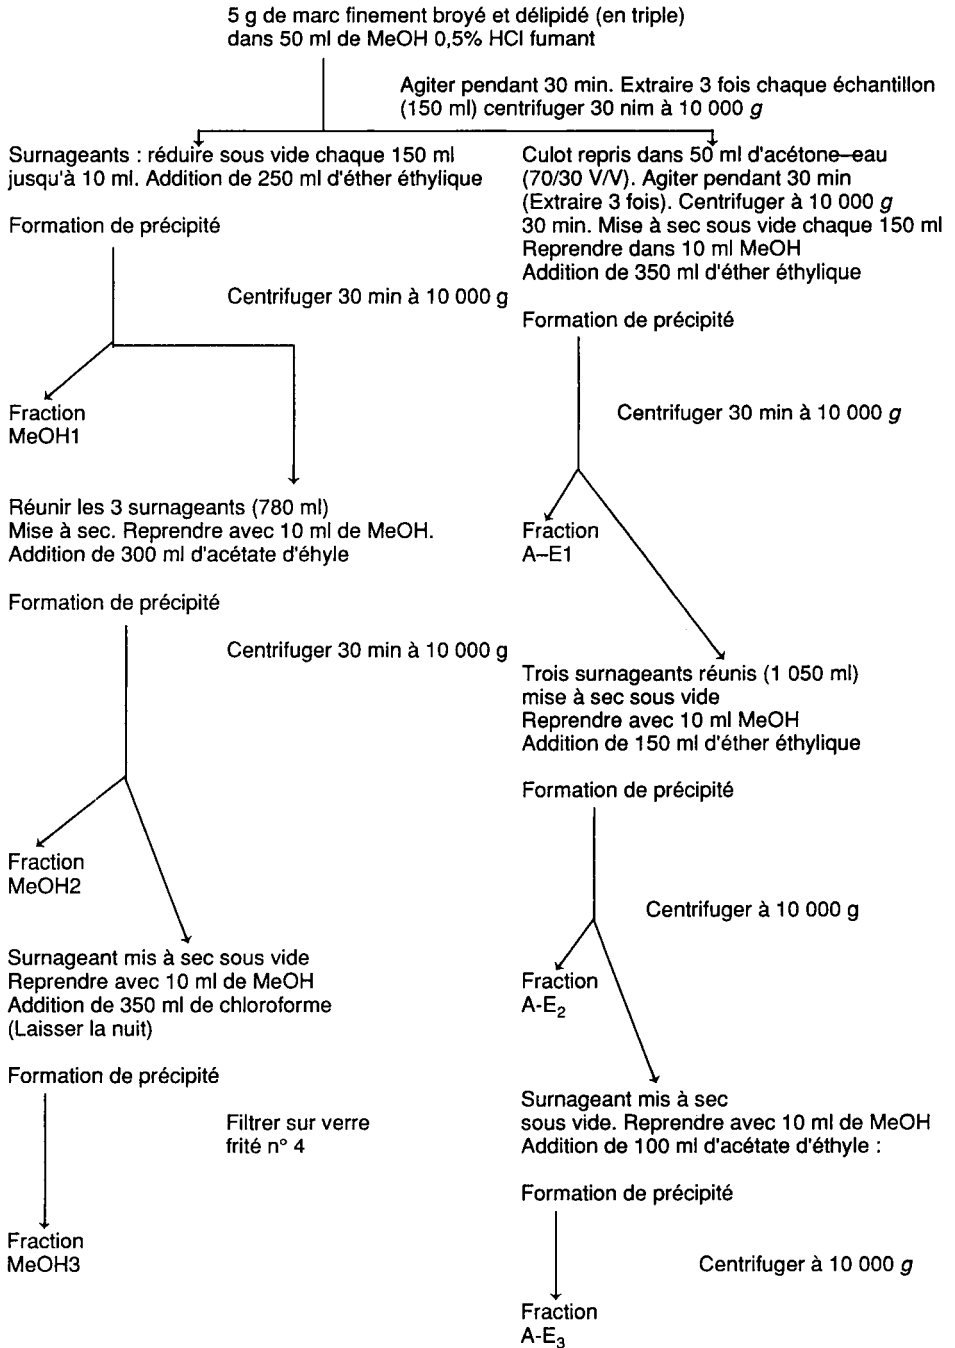 5 g de marc finement broyé et délipidé (en triple)
dans 50 ml de MeOH 0,5% HCl fumant
Agiter pendant 30 min. Extraire 3 fois chaque échantillon
(150 ml) centrifuger 30 nim à 10 000 g
Surnageants : réduire sous vide chaque 150 ml
jusqu'à 10 ml. Addition de 250 ml d'éther éthylique
Formation de précipité
Centrifuger 30 min à 10 000 g
Fraction
MeOH1
Réunir les 3 surnageants (780 ml)
Mise à sec. Reprendre avec 10 ml de MeOH.
Addition de 300 ml d'acétate d'éhyle
Formation de précipité
Centrifuger 30 min à 10 000 g
Fraction
MeOH2
Surnageant mis à sec sous vide
Reprendre avec 10 ml de MeOH
Addition de 350 ml de chloroforme
(Laisser la nuit)
Formation de précipité
Filtrer sur verre
frité n° 4
Fraction
MeOH3
Culot repris dans 50 ml d'acétone–eau
(70/30 V/V). Agiter pendant 30 min
(Extraire 3 fois). Centrifuger à 10 000 g
30 min. Mise à sec sous vide chaque 150 ml
Reprendre dans 10 ml MeOH
Addition de 350 ml d'éther éthylique
Formation de précipité
Centrifuger 30 min à 10 000 g
Fraction
A–E1
Trois surnageants réunis (1 050 ml)
mise à sec sous vide
Reprendre avec 10 ml MeOH
Addition de 150 ml d'éther éthylique
Formation de précipité
Centrifuger à 10 000 g
Fraction
A-E2
Surnageant mis à sec
sous vide. Reprendre avec 10 ml de MeOH
Addition de 100 ml d'acétate d'éthyle :
Formation de précipité
Centrifuger à 10 000 g
Fraction
A-E3